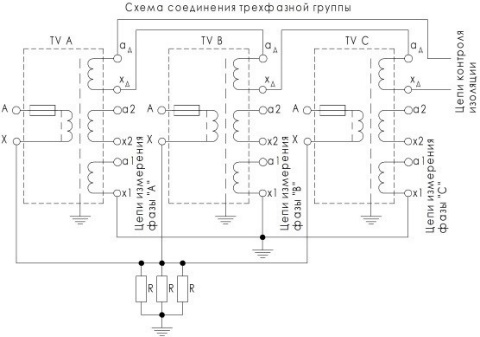 Схема соединения трехфазной группы
TV A
TV B
TV C
aΔ
aΔ
aΔ
xΔ
xΔ
xΔ
Цепи контроля
изоляции
A
a2
A
a2
A
a2
X
x2
X
x2
X
x2
a1
a1
a1
x1
x1
x1
Цепи измерения
фазы "А"
Цепи измерения
фазы "В"
Цепи измерения
фазы "С"
R
R
R